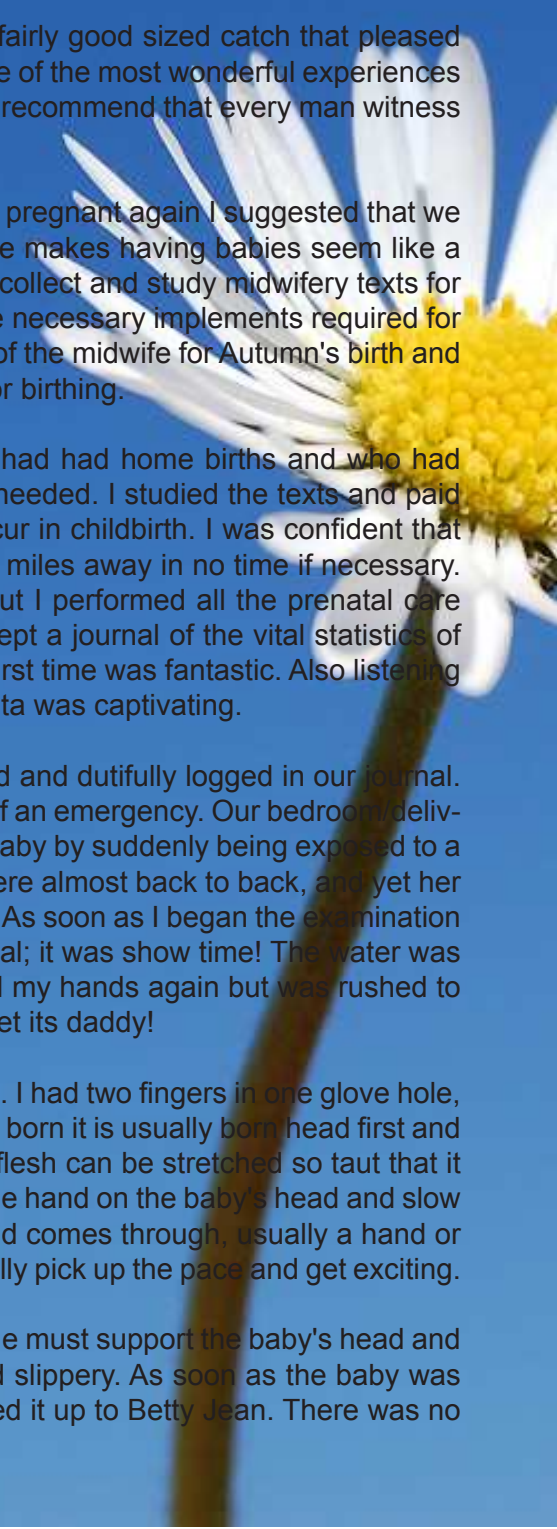 fairly good sized catch that pleased
e of the most wonderful experiences
recommend that every man witness
pregnant again I suggested that we
e makes having babies seem like a
collect and study midwifery texts for
e necessary implements required for
of the midwife for Autumn's birth and
or birthing.
had had home births and who had
needed. I studied the texts and paid
cur in childbirth. I was confident that
miles away in no time if necessary.
ut I performed all the prenatal care
ept a journal of the vital statistics of
irst time was fantastic. Also listening
ta was captivating.
d and dutifully logged in our journal.
f an emergency. Our bedroom/deliv-
aby by suddenly being exposed to a
ere almost back to back, and yet her
As soon as I began the examination
al; it was show time! The water was
d my hands again but was rushed to
et its daddy!
. I had two fingers in one glove hole,
born it is usually born head first and
flesh can be stretched so taut that it
e hand on the baby's head and slow
d comes through, usually a hand or
lly pick up the pace and get exciting.
e must support the baby's head and
d slippery. As soon as the baby was
ed it up to Betty Jean. There was no